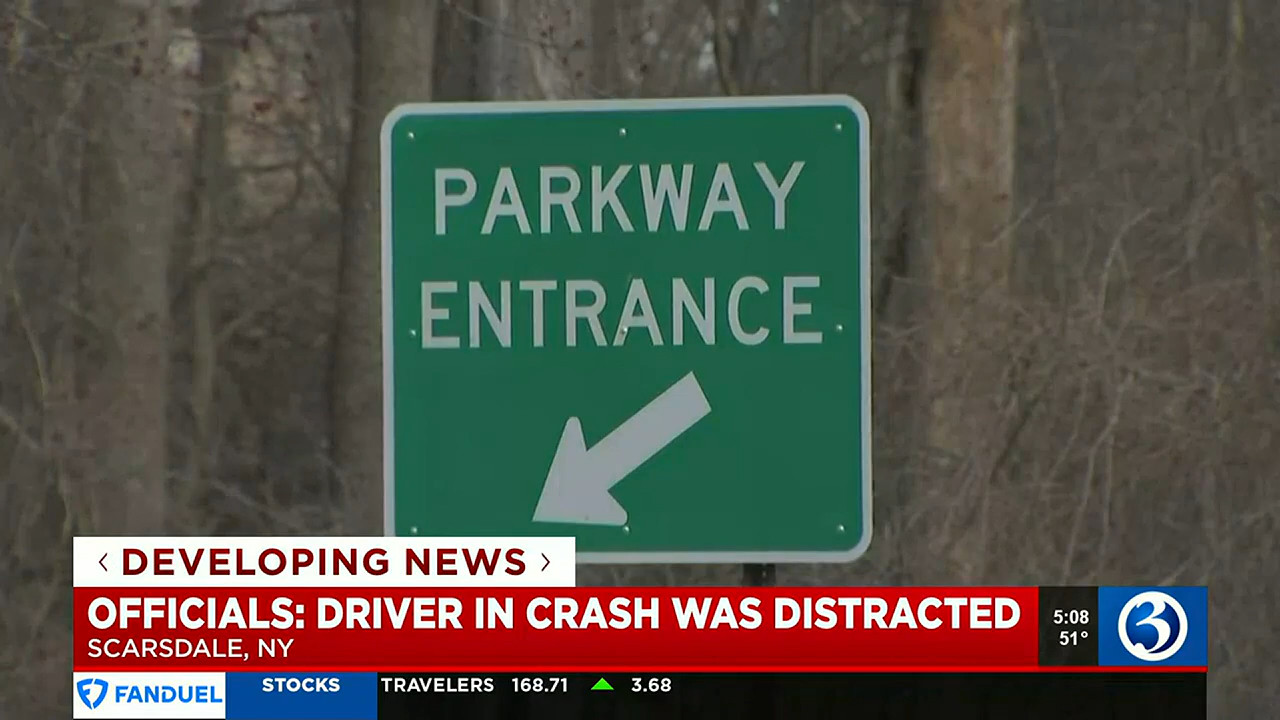 PARKWAY
ENTRANCE
< DEVELOPING NEWS >
OFFICIALS: DRIVER IN CRASH WAS DISTRACTED
SCARSDALE, NY
5:08
51°
3
FANDUEL
STOCKS
TRAVELERS 168.71 ▲ 3.68